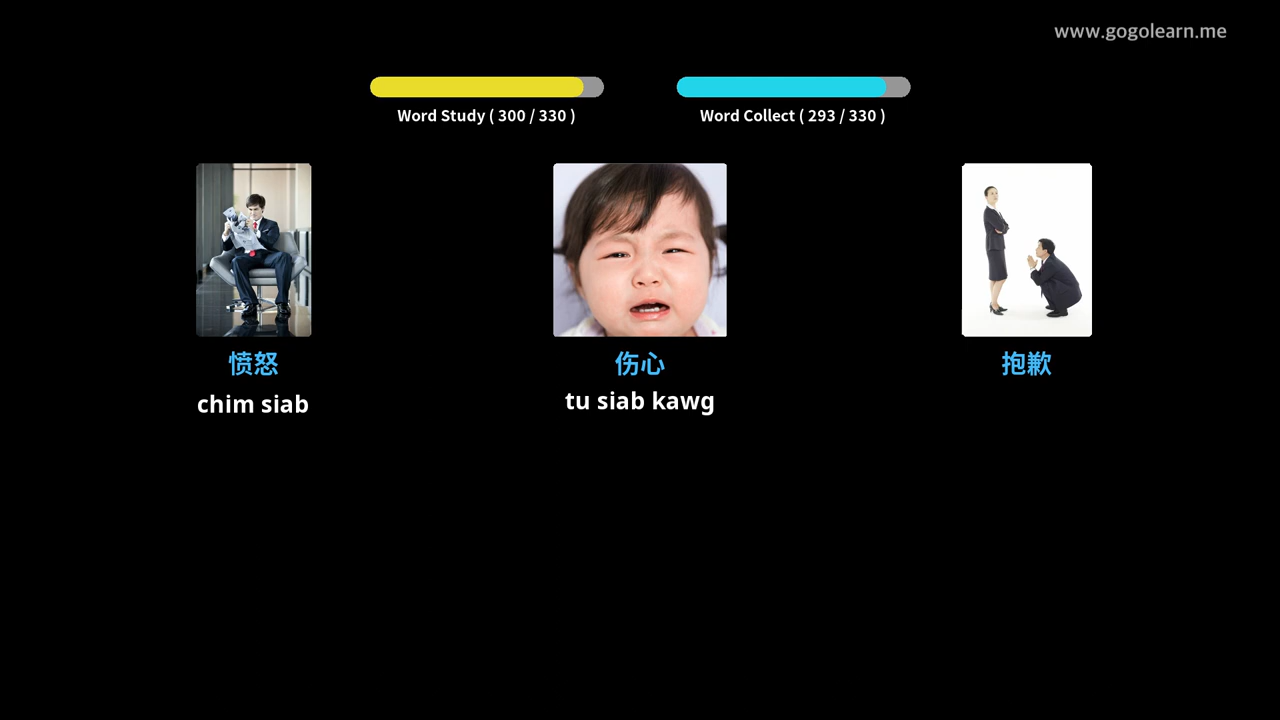 www.gogolearn.me
Word Study ( 300 / 330 )
Word Collect ( 293 / 330 )
愤怒
伤心
抱歉
chim siab
tu siab kawg